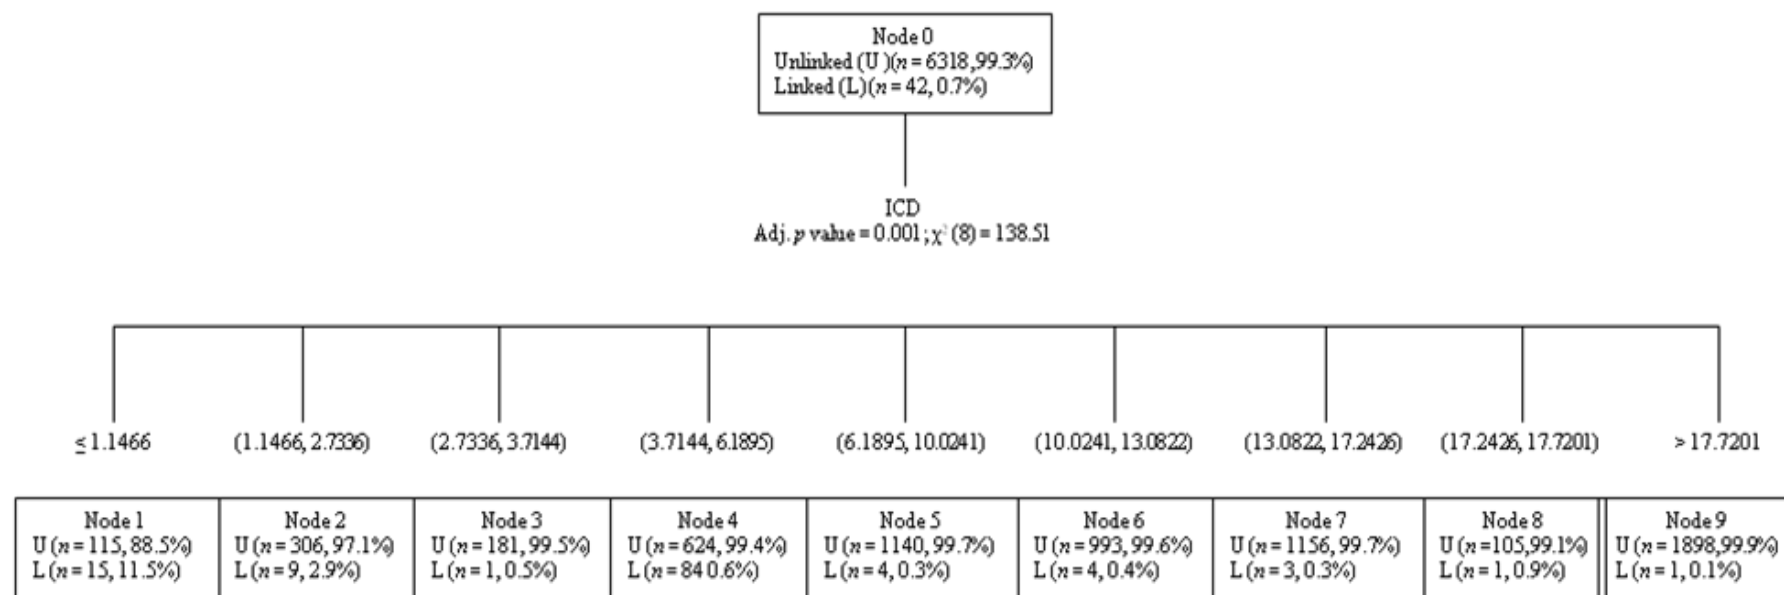 Node 0
Unlinked (U )(n = 6318,99.3%)
Linked (L)(n = 42, 0.7%)
ICD
Adj. p value = 0.001; χ² (8) = 138.51
≤ 1.1466
(1.1466, 2.7336)
(2.7336, 3.7144)
(3.7144, 6.1895)
(6.1895, 10.0241)
(10.0241, 13.0822)
(13.0822, 17.2426)
(17.2426, 17.7201)
> 17.7201
Node 1
U (n = 115, 88.5%)
L (n = 15, 11.5%)
Node 2
U (n = 306, 97.1%)
L (n = 9, 2.9%)
Node 3
U (n = 181, 99.5%)
L (n = 1, 0.5%)
Node 4
U (n = 624, 99.4%)
L (n = 84 0.6%)
Node 5
U (n = 1140, 99.7%)
L (n = 4, 0.3%)
Node 6
U (n = 993, 99.6%)
L (n = 4, 0.4%)
Node 7
U (n = 1156, 99.7%)
L (n = 3, 0.3%)
Node 8
U (n =105, 99.1%)
L (n = 1, 0.9%)
Node 9
U (n = 1898, 99.9%)
L (n = 1, 0.1%)